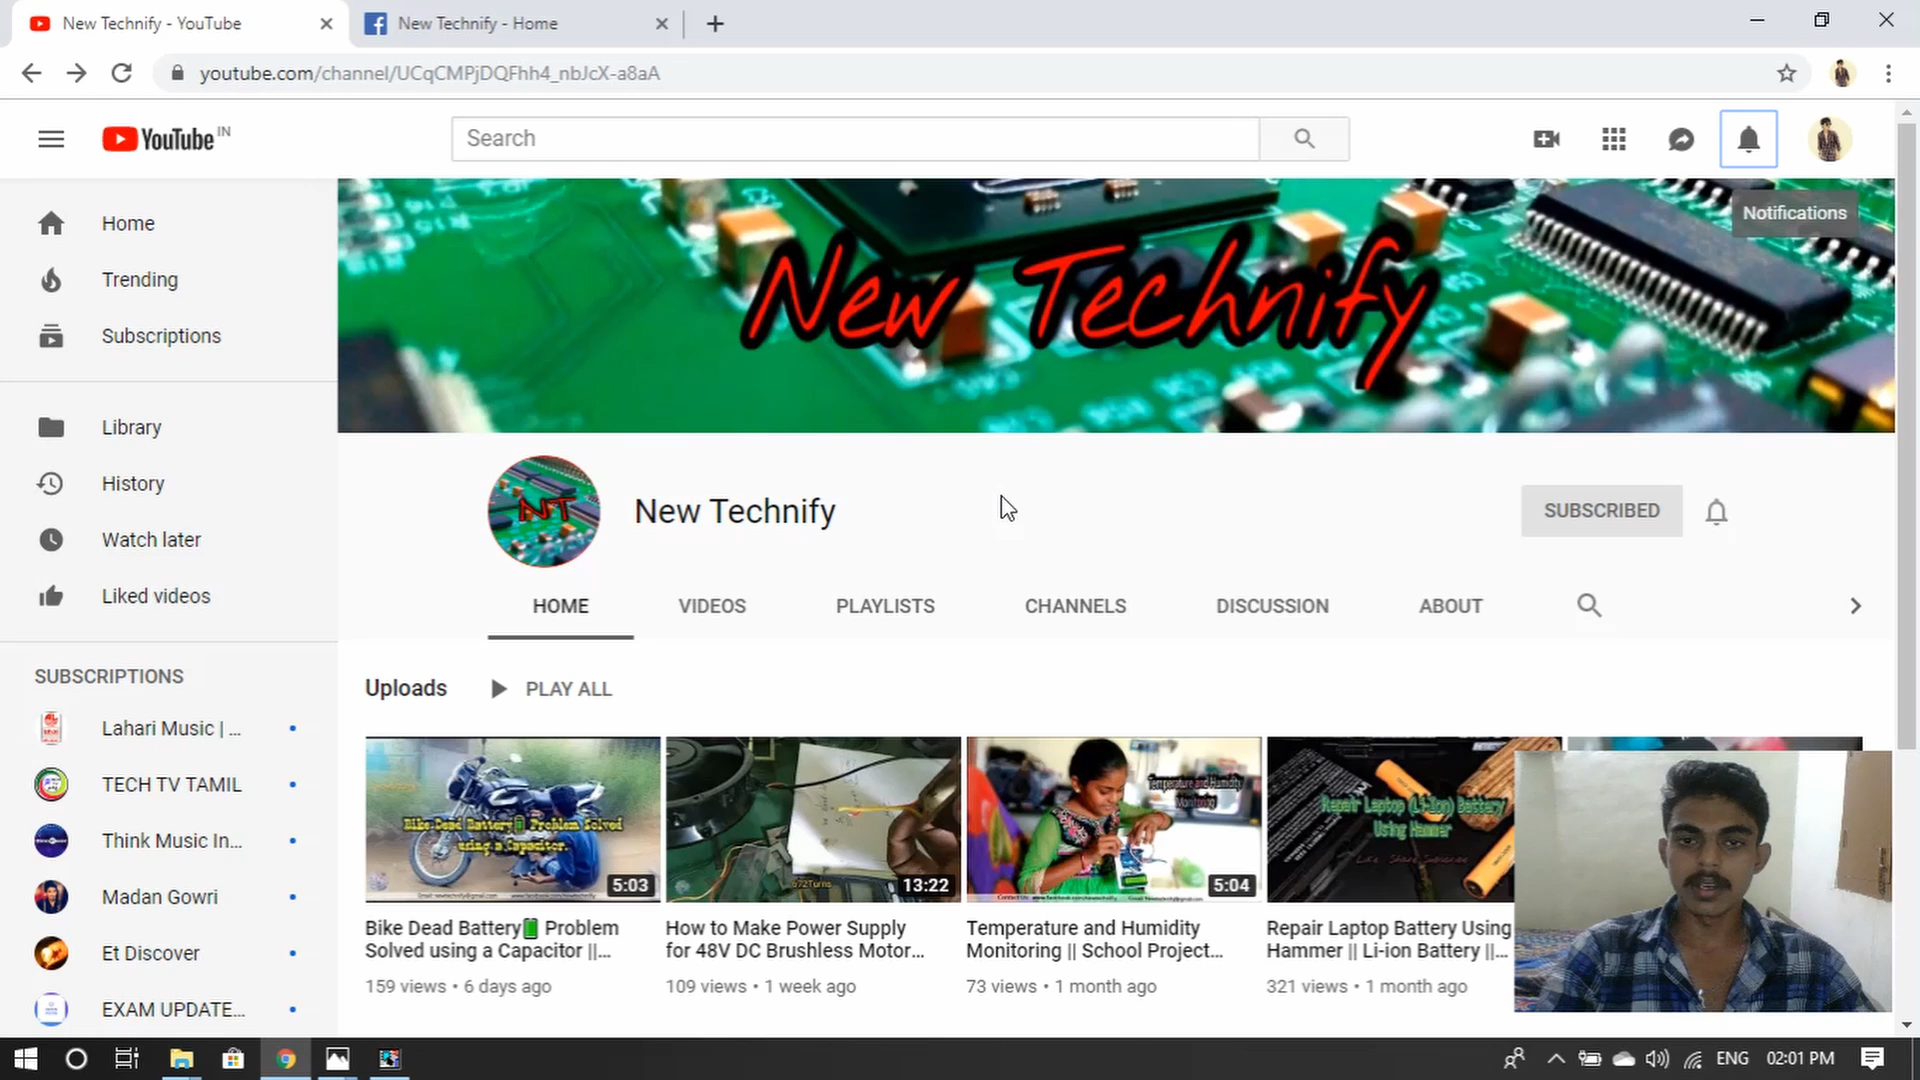 New Technify - YouTube
New Technify - Home
youtube.com/channel/UCqCMPjDQFhh4_nbJcX-a8aA
YouTube IN
Search
Notifications
Home
Trending
Subscriptions
Library
History
Watch later
Liked videos
SUBSCRIPTIONS
Lahari Music | ...
TECH TV TAMIL
Think Music In...
Madan Gowri
Et Discover
EXAM UPDATE...
New Technify
NT
New Technify
SUBSCRIBED
HOME
VIDEOS
PLAYLISTS
CHANNELS
DISCUSSION
ABOUT
Uploads
PLAY ALL
Bike Dead Battery Problem Solved
using a Capacitor.
5:03
Bike Dead Battery Problem
Solved using a Capacitor ||...
159 views • 6 days ago
672Turns
13:22
How to Make Power Supply
for 48V DC Brushless Motor...
109 views • 1 week ago
Temperature and Humidity
Monitoring
5:04
Temperature and Humidity
Monitoring || School Project...
73 views • 1 month ago
Repair Laptop (Li-Ion) Battery
Using Hammer
Like Share Subscribe
Repair Laptop Battery Using
Hammer || Li-ion Battery ||...
321 views • 1 month ago
ENG
02:01 PM